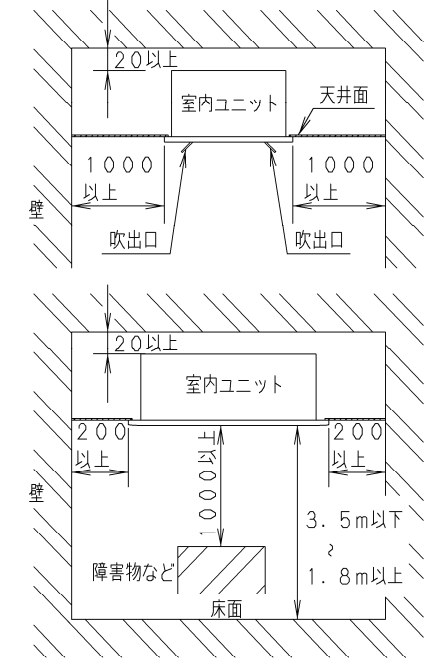 20以上
室内ユニット
天井面
1000
以上
1000
以上
壁
吹出口
吹出口
20以上
室内ユニット
200
以上
1000以上
200
以上
壁
3.5m以下
~
1.8m以上
障害物など
床面